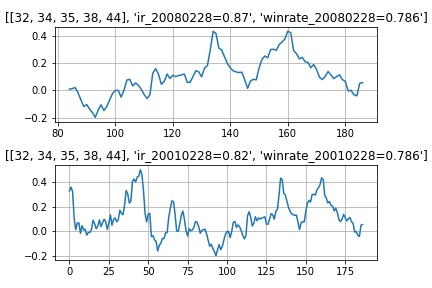 [[32, 34, 35, 38, 44], 'ir_20080228=0.87', 'winrate_20080228=0.786']
0.4
0.2
0.0
−0.2
80 100 120 140 160 180
[[32, 34, 35, 38, 44], 'ir_20010228=0.82', 'winrate_20010228=0.786']
0.4
0.2
0.0
−0.2
0 25 50 75 100 125 150 175